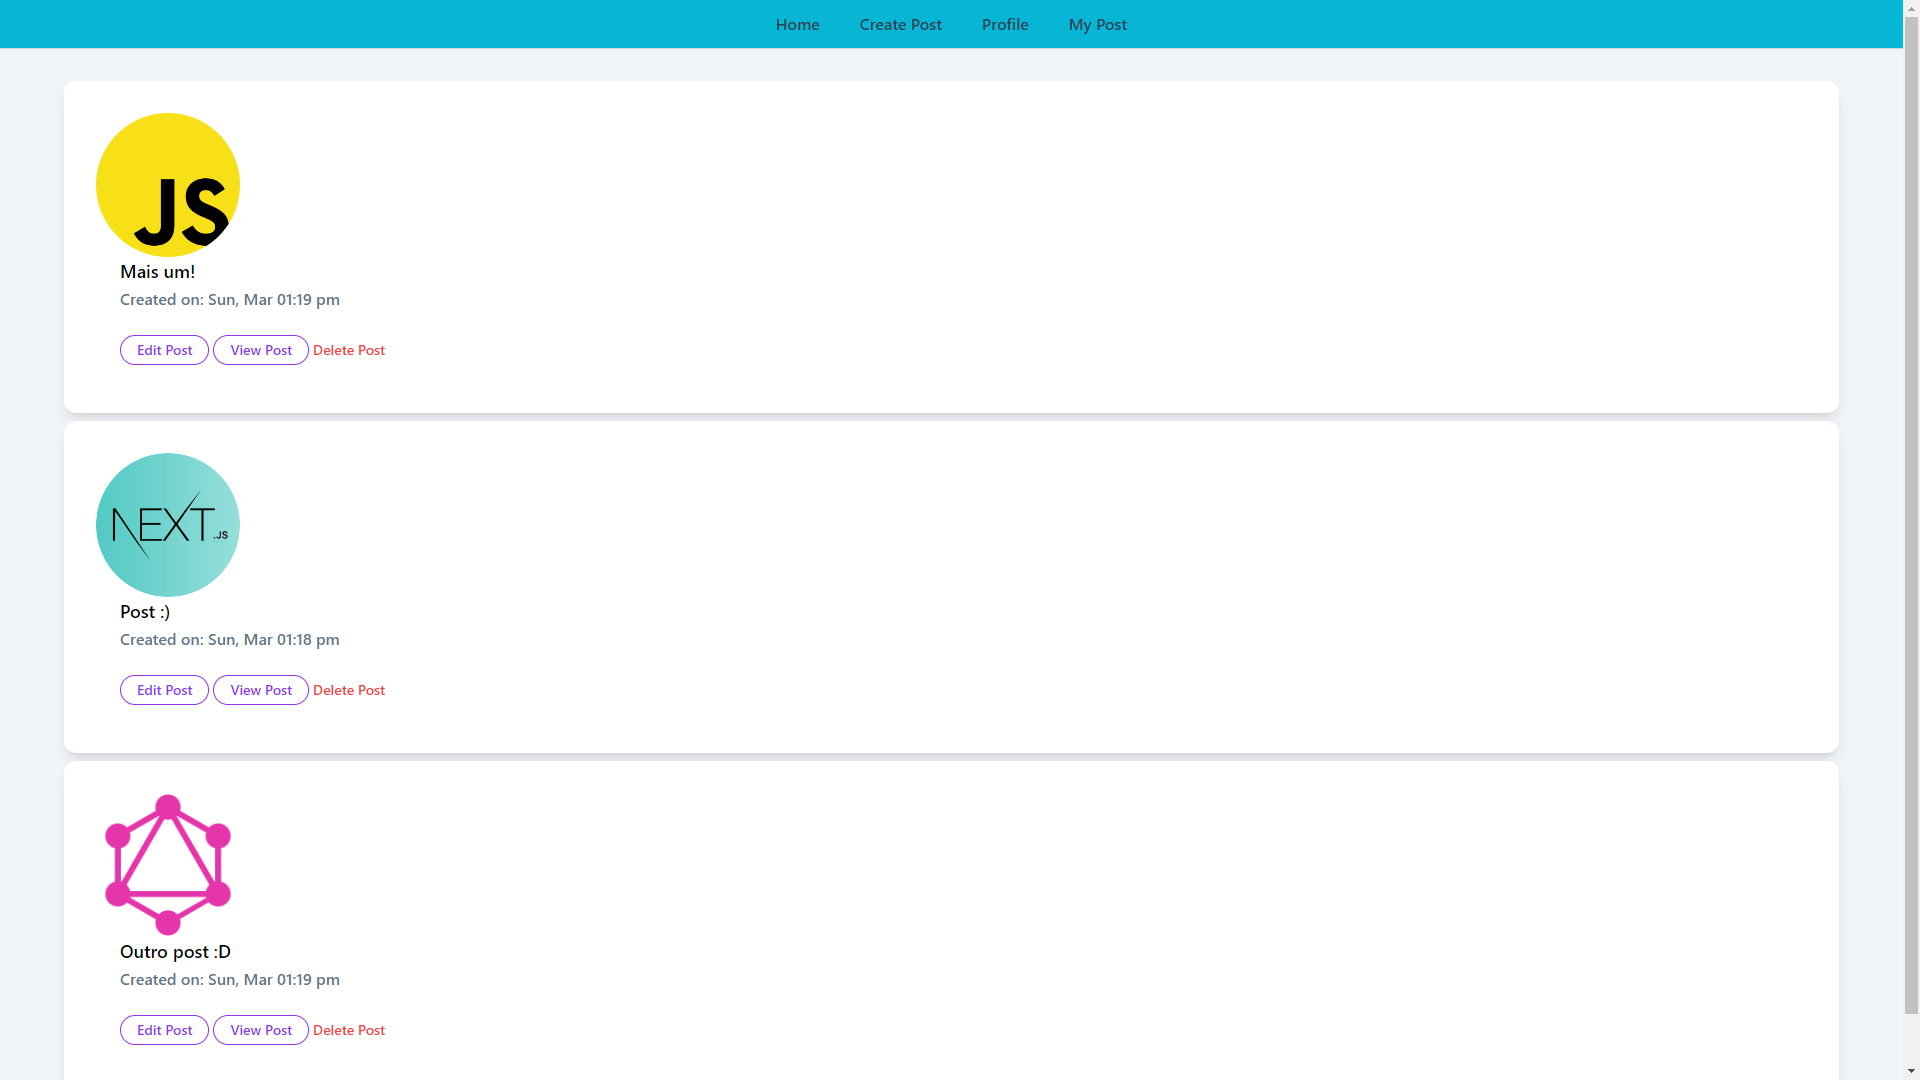 Home Create Post Profile My Post
JS
Mais um!
Created on: Sun, Mar 01:19 pm
Edit Post View Post Delete Post
NEXT.JS
Post :)
Created on: Sun, Mar 01:18 pm
Edit Post View Post Delete Post
Outro post :D
Created on: Sun, Mar 01:19 pm
Edit Post View Post Delete Post